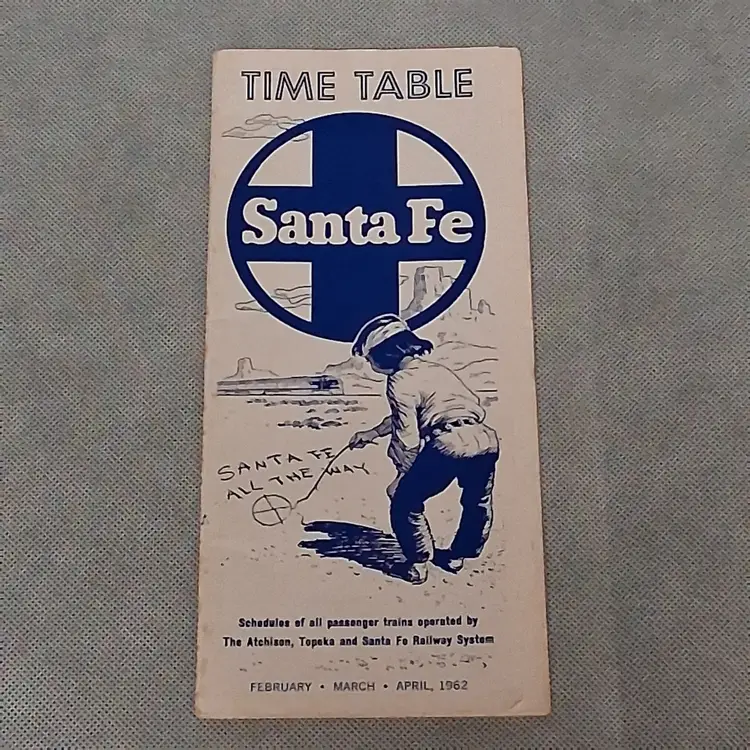 TIME TABLE
Santa Fe
SANTA FE
ALL THE WAY
Schedules of all passenger trains operated by
The Atchison, Topeka and Santa Fe Railway System
FEBRUARY • MARCH • APRIL, 1962